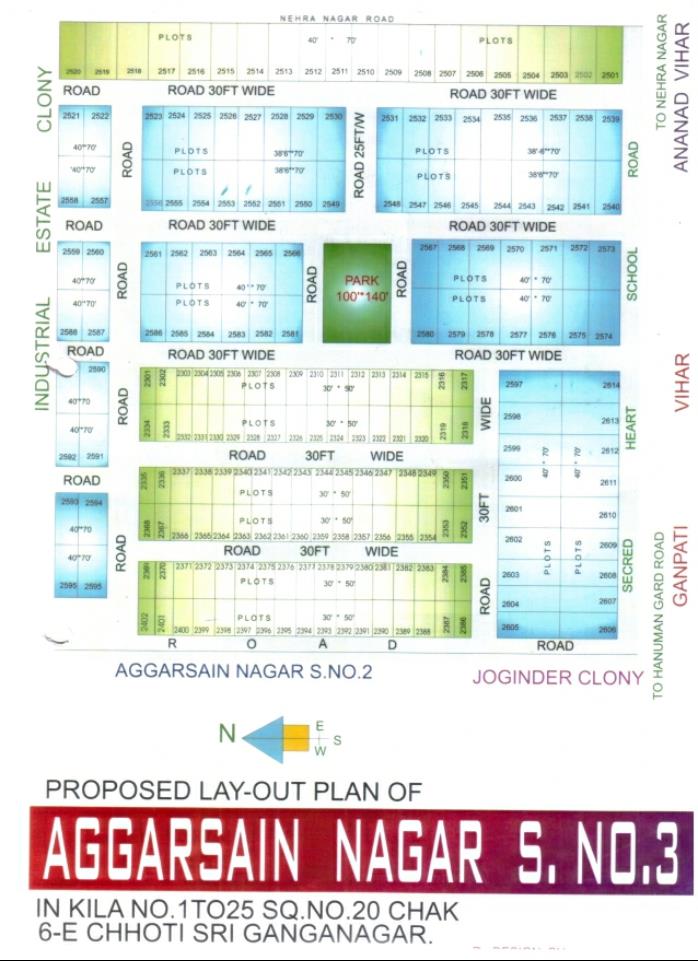 NEHRA NAGAR ROAD
PLOTS 40' * 70' PLOTS
2520 2519 2518 2517 2516 2515 2514 2513 2512 2511 2510 2509 2508 2507 2506 2505 2504 2503 2502 2501
ROAD ROAD 30FT WIDE ROAD 30FT WIDE
2521 2522 2523 2524 2525 2526 2527 2528 2529 2530 2531 2532 2533 2534 2535 2536 2537 2538 2539
40'*70' PLOTS 38'6"*70' PLOTS 38'-6"*70'
'40*70' PLOTS 38'6"*70' PLOTS 38'6"*70'
2558 2557 2556 2555 2554 2553 2552 2551 2550 2549 2548 2547 2546 2545 2544 2543 2542 2541 2540
ROAD
ROAD 25FT/W
ROAD
ROAD ROAD 30FT WIDE ROAD 30FT WIDE
2559 2560 2561 2562 2563 2564 2565 2566 2567 2568 2569 2570 2571 2572 2573
40'*70' PLOTS 40'* 70' PLOTS 40' * 70'
40'*70' PLOTS 40' * 70' PLOTS 40' * 70'
2588 2587 2586 2585 2584 2583 2582 2581 2580 2579 2578 2577 2576 2575 2574
ROAD
ROAD
PARK
100'*140'
ROAD
ROAD ROAD 30FT WIDE ROAD 30FT WIDE
2590
40'*70
40'*70'
2592 2591
ROAD
2301 2302 2303 2304 2305 2306 2307 2308 2309 2310 2311 2312 2313 2314 2315 2316 2317
PLOTS 30' * 50'
PLOTS 30' * 50'
2334 2333 2332 2331 2330 2329 2328 2327 2326 2325 2324 2323 2322 2321 2320 2319 2318
ROAD 30FT WIDE
ROAD
2335 2336 2337 2338 2339 2340 2341 2342 2343 2344 2345 2346 2347 2348 2349 2350 2351
PLOTS 30' * 50'
PLOTS 30' * 50'
2368 2367 2366 2365 2364 2363 2362 2361 2360 2359 2358 2357 2356 2355 2354 2353 2352
ROAD 30FT WIDE
2593 2594
40'*70
40'*70'
2595 2595
ROAD
2369 2370 2371 2372 2373 2374 2375 2376 2377 2378 2379 2380 2381 2382 2383 2384 2385
PLOTS 30' * 50'
PLOTS 30' * 50'
2402 2401 2400 2399 2398 2397 2396 2395 2394 2393 2392 2391 2390 2389 2388 2387 2386
ROAD
ROAD 30FT WIDE
2597 2614
2598 2613
2599 2612
2600 2611
2601 2610
2602 2609
2603 2608
2604 2607
2605 2606
40' * 70' 40' * 70'
PLOTS PLOTS
ROAD
INDUSTRIAL ESTATE CLONY
SECRED HEART SCHOOL ROAD
TO HANUMAN GARD ROAD
TO NEHRA NAGAR
GANPATI VIHAR
ANANAD VIHAR
AGGARSAIN NAGAR S.NO.2 JOGINDER CLONY
N E S W
PROPOSED LAY-OUT PLAN OF
AGGARSAIN NAGAR S. NO.3
IN KILA NO.1TO25 SQ.NO.20 CHAK
6-E CHHOTI SRI GANGANAGAR.